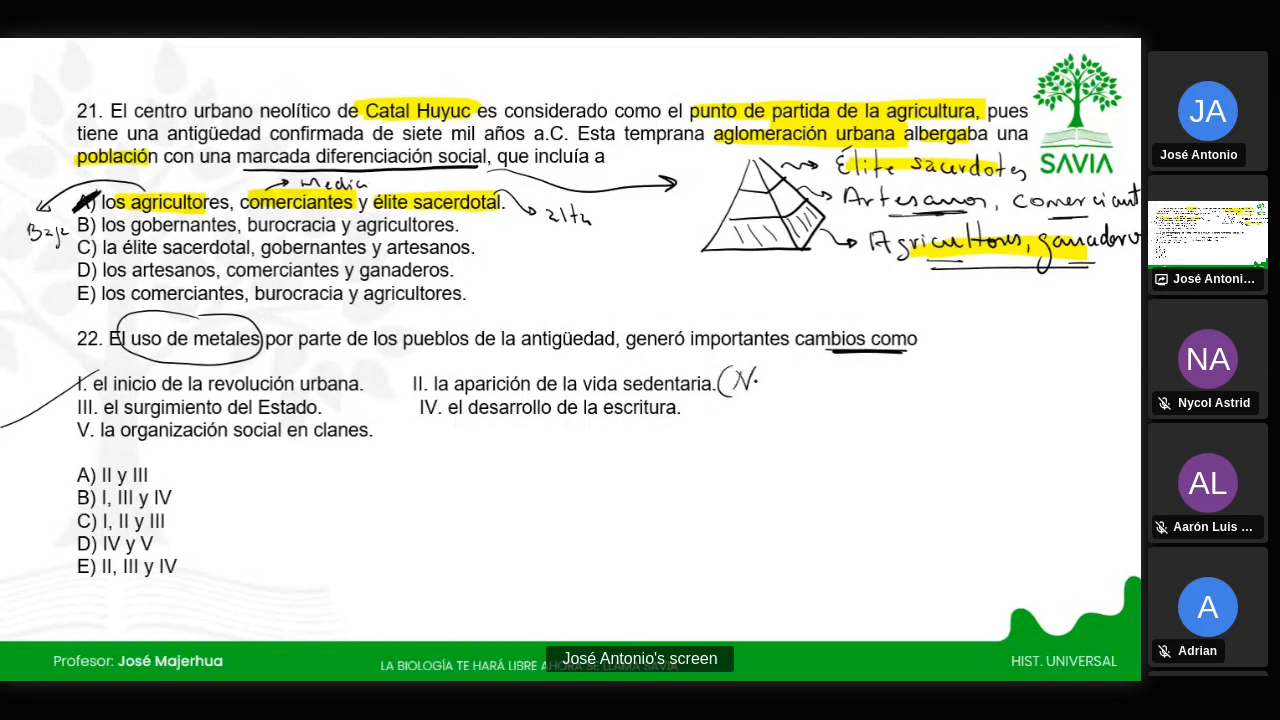 21. El centro urbano neolítico de Catal Huyuc es considerado como el punto de partida de la agricultura, pues
tiene una antigüedad confirmada de siete mil años a.C. Esta temprana aglomeración urbana albergaba una
población con una marcada diferenciación social, que incluía a
A) los agricultores, comerciantes y élite sacerdotal.
B) los gobernantes, burocracia y agricultores.
C) la élite sacerdotal, gobernantes y artesanos.
D) los artesanos, comerciantes y ganaderos.
E) los comerciantes, burocracia y agricultores.
Media
Baja
alta
Élite sacerdotes
Artesanos, comerciant
Agricultores, ganadero
SAVIA
22. El uso de metales por parte de los pueblos de la antigüedad, generó importantes cambios como
I. el inicio de la revolución urbana. II. la aparición de la vida sedentaria. (N.
III. el surgimiento del Estado. IV. el desarrollo de la escritura.
V. la organización social en clanes.
A) II y III
B) I, III y IV
C) I, II y III
D) IV y V
E) II, III y IV
Profesor: José Majerhua
LA BIOLOGÍA TE HARÁ LIBRE AHORA SE LLAMA SAVIA
José Antonio's screen
HIST. UNIVERSAL
JA
José Antonio
José Antoni...
NA
Nycol Astrid
AL
Aarón Luis ...
A
Adrian